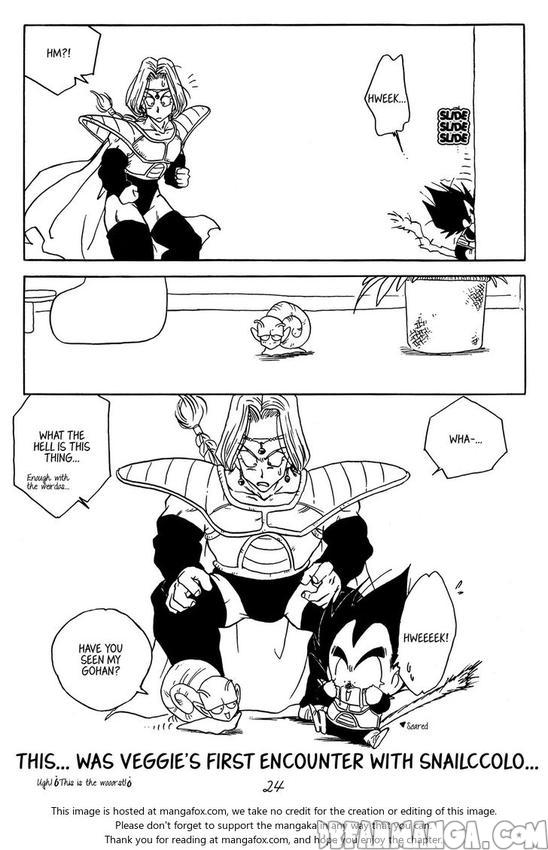 HM?!
HWEEK...
SLIDE
SLIDE
SLIDE
WHAT
THE
HELL IS
THIS
THING...
Enough with
the weirdos...
WHA-...
HAVE YOU
SEEN MY
GOHAN?
HWEEEEK!
♥Scared
THIS... WAS VEGGIE'S FIRST ENCOUNTER WITH SNAILCCOLO...
Ugh! This is the wooorst!
24
This image is hosted at mangafox.com, we take no credit for the creation or editing of this image.
Please don't forget to support the mangaka in any way that you can.
Thank you for reading at mangafox.com, and hope you enjoy the chapter.